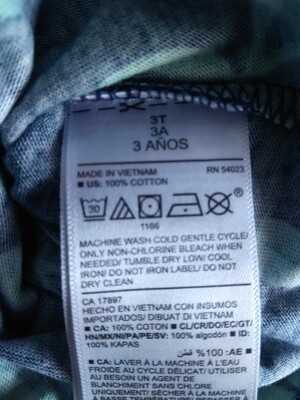 3T
3A
3 AÑOS
MADE IN VIETNAM RN 54023
■ US: 100% COTTON
30
1166
MACHINE WASH COLD GENTLE CYCLE/
ONLY NON-CHLORINE BLEACH WHEN
NEEDED/ TUMBLE DRY LOW/ COOL
IRON/ DO NOT IRON LABEL/ DO NOT
DRY CLEAN
CA 17897
HECHO EN VIETNAM CON INSUMOS
IMPORTADOS/ DIBUAT DI VIETNAM
■ CA: 100% COTTON ■ CL/CR/DO/EC/GT/
HN/MX/NI/PA/PE/SV: 100% algodón ■ ID:
100% KAPAS
■ AE: 100% قطن
■ CA: LAVER À LA MACHINE À L'EAU
FROIDE AU CYCLE DÉLICAT/ UTILISER
AU BESOIN UN AGENT DE
BLANCHIMENT SANS CHLORE
UNIQUEMENT/ SÉCHER À LA MACHINE
À BASSE TEMPÉRATURE